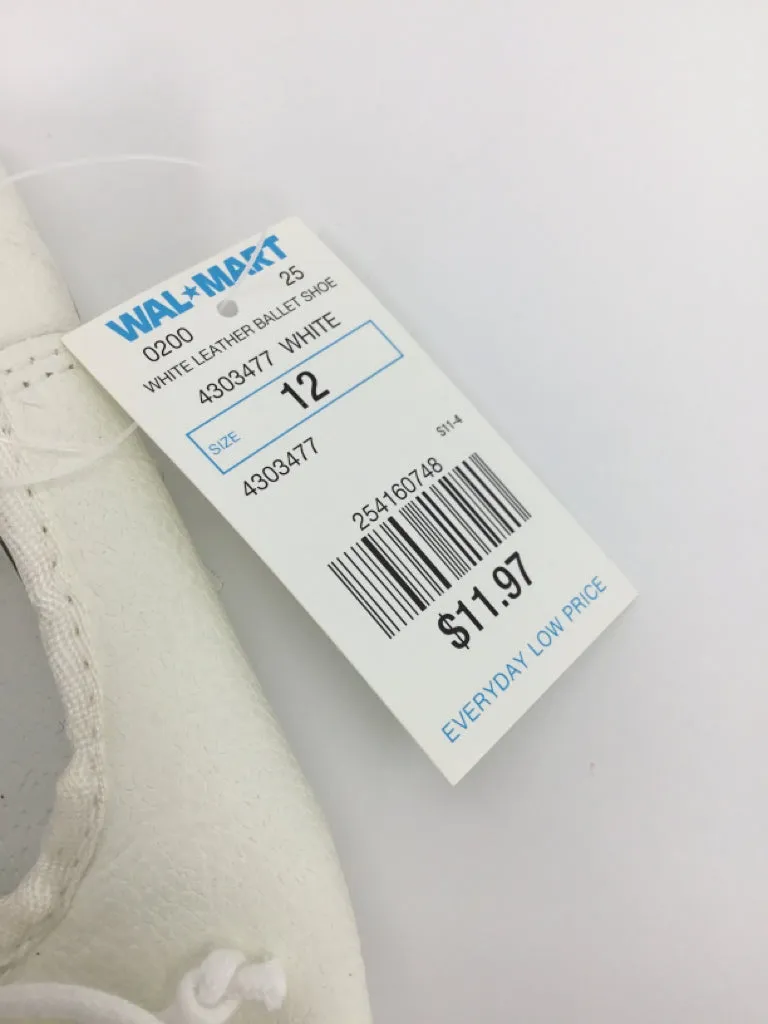 WAL★MART
0200 25
WHITE LEATHER BALLET SHOE
4303477 WHITE
SIZE 12
4303477
S11-4
254160748
$11.97
EVERYDAY LOW PRICE